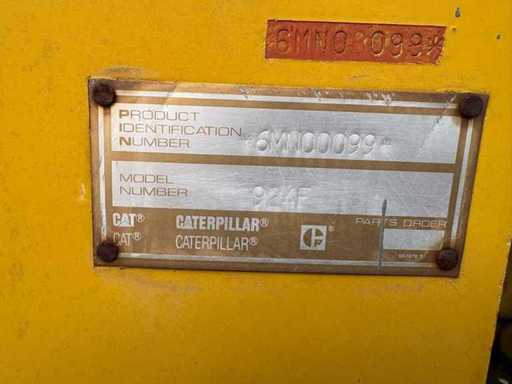 6MN00099*
PRODUCT
IDENTIFICATION
NUMBER *6MN00099*
MODEL
NUMBER 924F
CAT® CATERPILLAR® PARTS ORDER
CAT® CATERPILLAR®